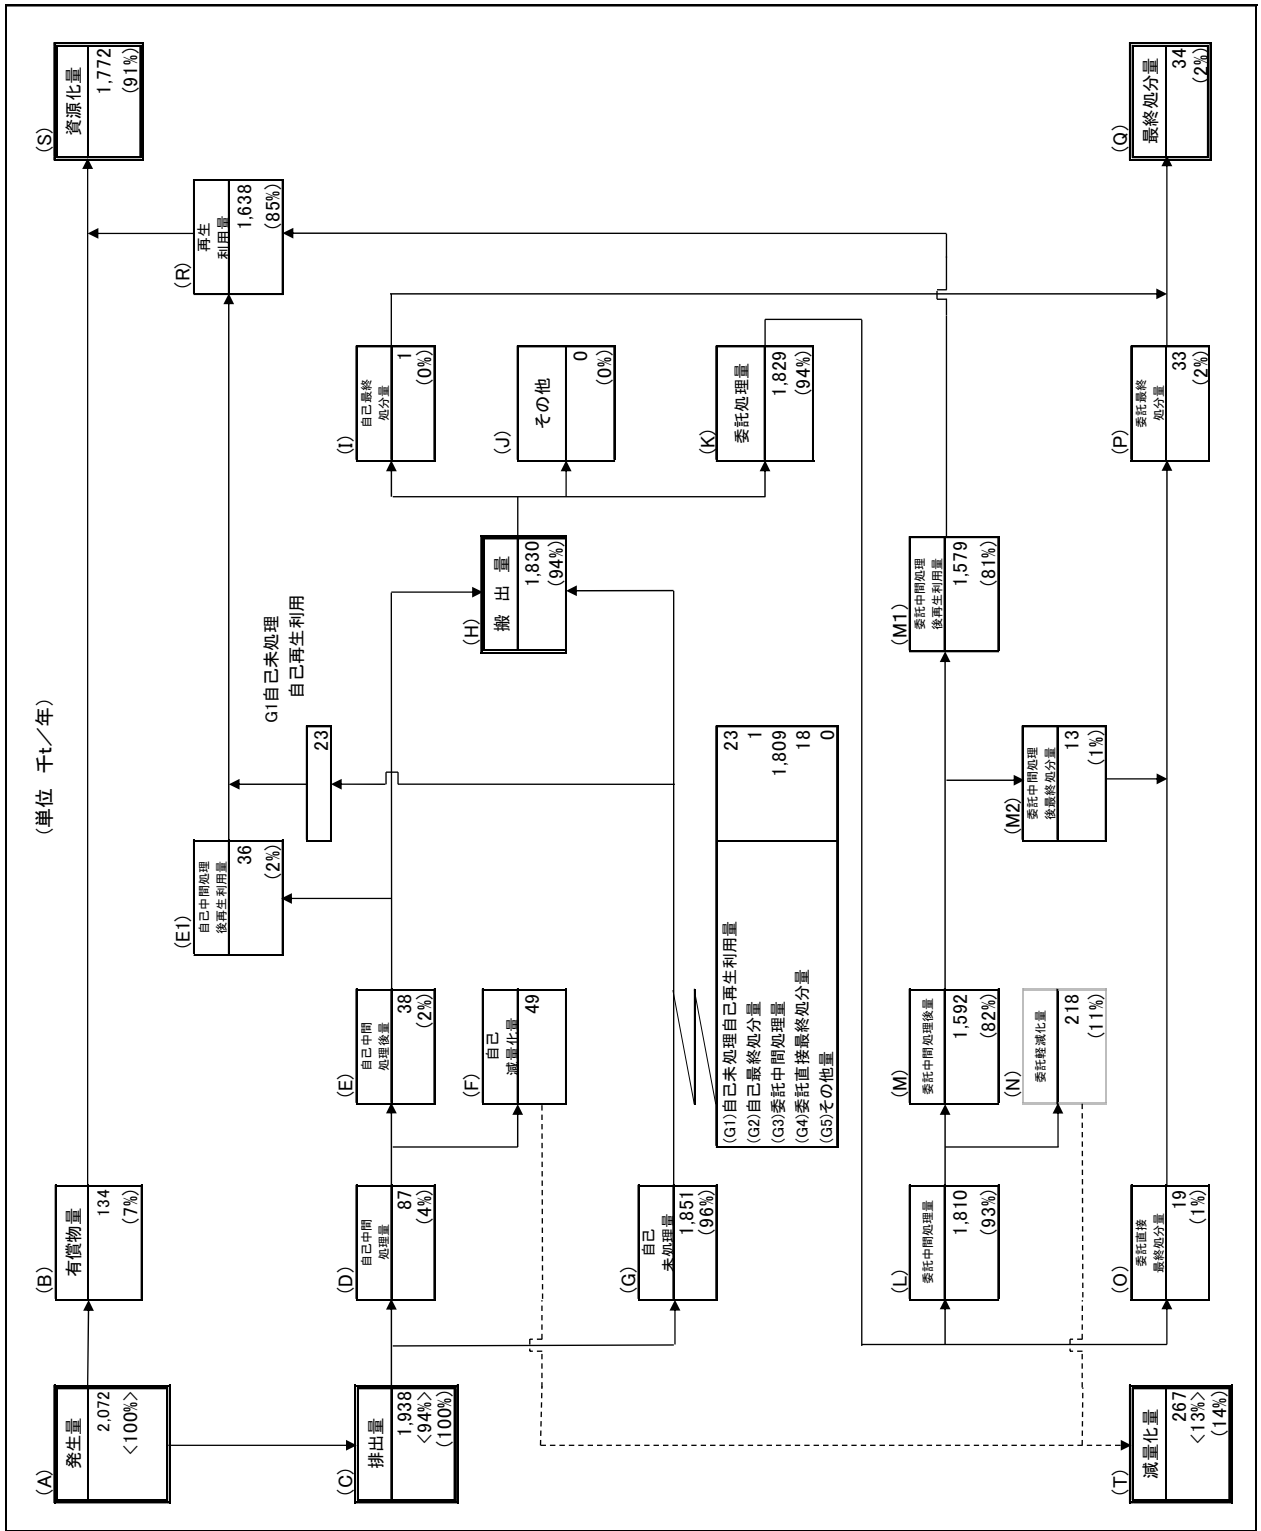 (単位 千t/年)
(A)
発生量
2,072
<100%>
(B)
有償物量
134
(7%)
(S)
資源化量
1,772
(91%)
(E1)
自己中間処理
後再生利用量
36
(2%)
(R)
再生
利用量
1,638
(85%)
G1自己未処理
自己再生利用
23
(C)
排出量
1,938
<94%>
(100%)
(D)
自己中間
処理量
87
(4%)
(E)
自己中間
処理後量
38
(2%)
(F)
自己
減量化量
49
(G)
自己
未処理量
1,851
(96%)
(H)
搬出量
1,830
(94%)
(I)
自己最終
処分量
1
(0%)
(J)
その他
0
(0%)
(K)
委託処理量
1,829
(94%)
(G1)自己未処理自己再生利用量 23
(G2)自己最終処分量 1
(G3)委託中間処理量 1,809
(G4)委託直接最終処分量 18
(G5)その他量 0
(L)
委託中間処理量
1,810
(93%)
(M)
委託中間処理後量
1,592
(82%)
(N)
委託軽減化量
218
(11%)
(M1)
委託中間処理
後再生利用量
1,579
(81%)
(M2)
委託中間処理
後最終処分量
13
(1%)
(T)
減量化量
267
<13%>
(14%)
(O)
委託直接
最終処分量
19
(1%)
(P)
委託最終
処分量
33
(2%)
(Q)
最終処分量
34
(2%)